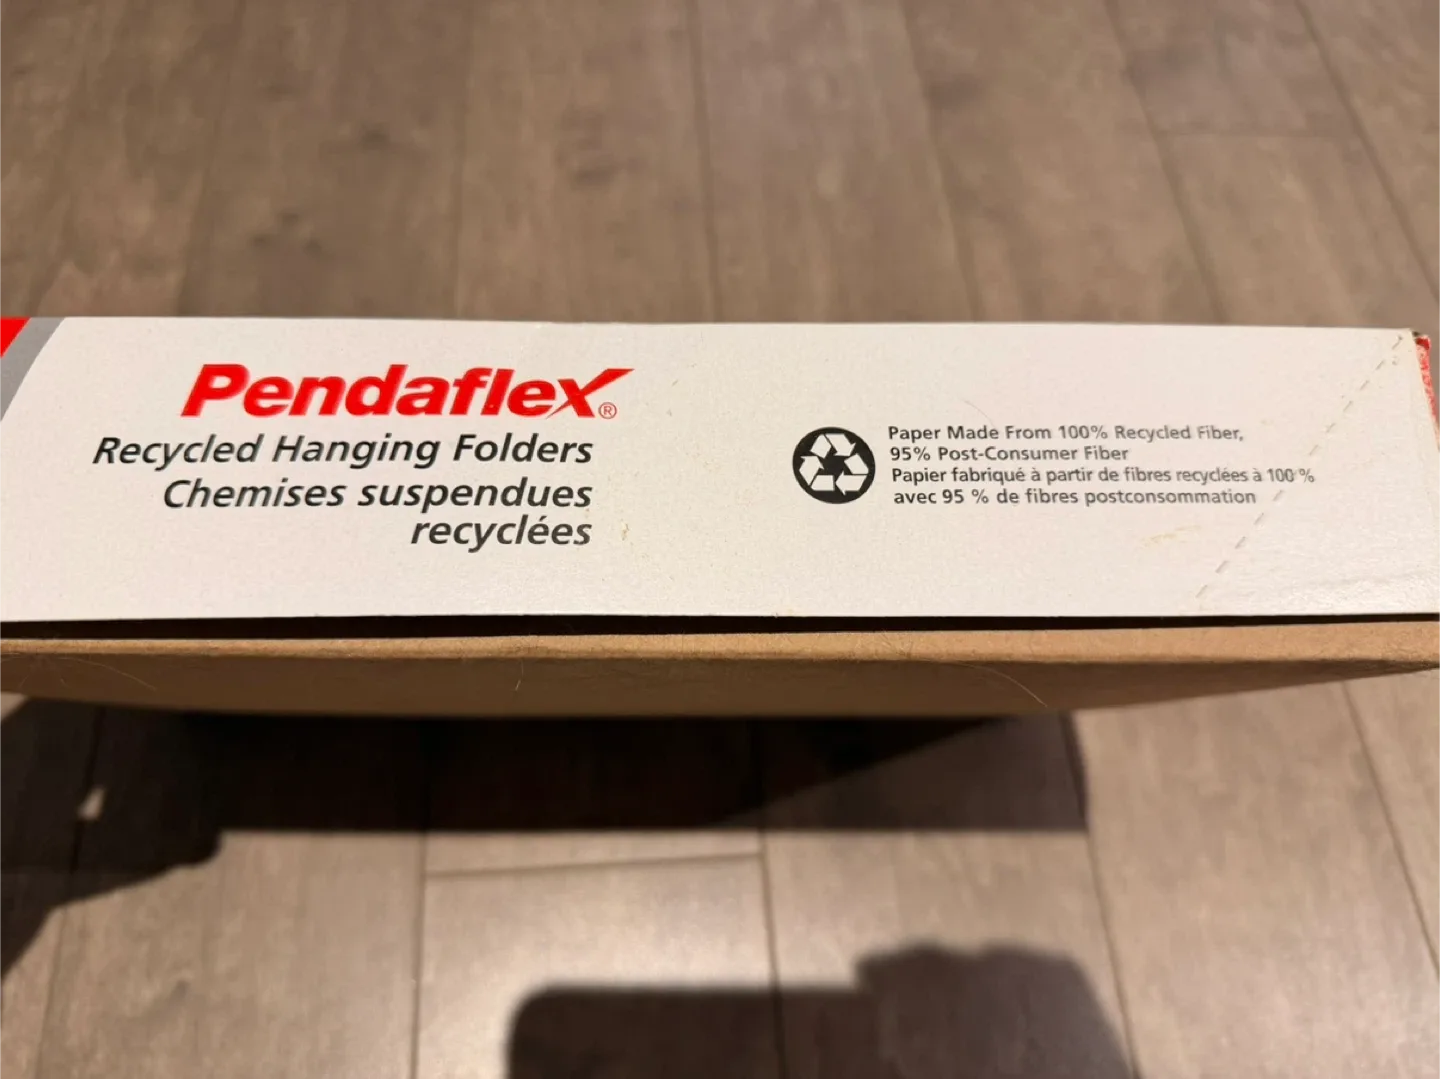 Pendaflex®
Recycled Hanging Folders
Chemises suspendues
recyclées
Paper Made From 100% Recycled Fiber,
95% Post-Consumer Fiber
Papier fabriqué à partir de fibres recyclées à 100 %
avec 95 % de fibres postconsommation